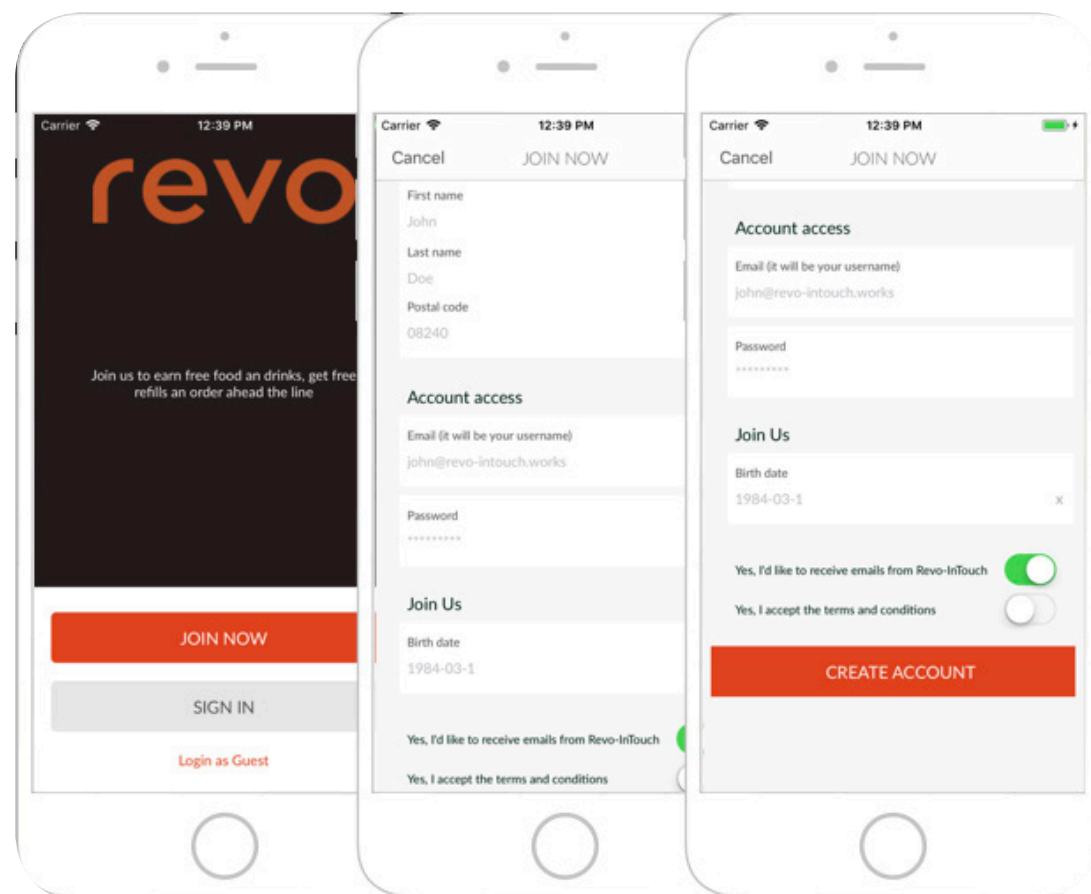 Carrier
12:39 PM
revo
Join us to earn free food an drinks, get free
refills an order ahead the line
JOIN NOW
SIGN IN
Login as Guest
Carrier
12:39 PM
Cancel
JOIN NOW
First name
John
Last name
Doe
Postal code
08240
Account access
Email (it will be your username)
john@revo-intouch.works
Password
*********
Join Us
Birth date
1984-03-1
Yes, I'd like to receive emails from Revo-InTouch
Yes, I accept the terms and conditions
Carrier
12:39 PM
Cancel
JOIN NOW
Account access
Email (it will be your username)
john@revo-intouch.works
Password
*********
Join Us
Birth date
1984-03-1
x
Yes, I'd like to receive emails from Revo-InTouch
Yes, I accept the terms and conditions
CREATE ACCOUNT